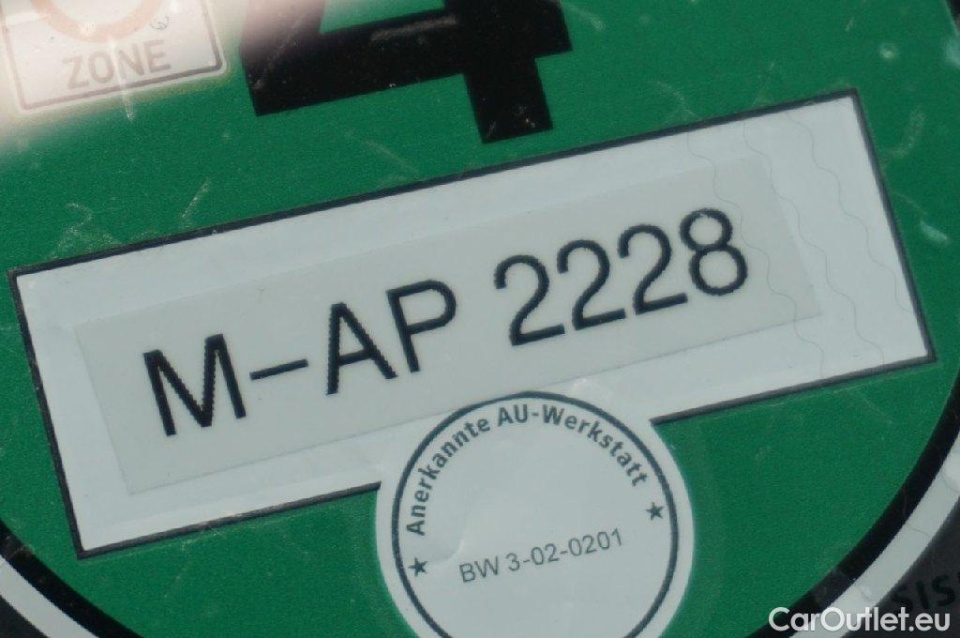 ZONE
4
M-AP 2228
Anerkannte AU-Werkstatt
BW 3-02-0201
CarOutlet.eu